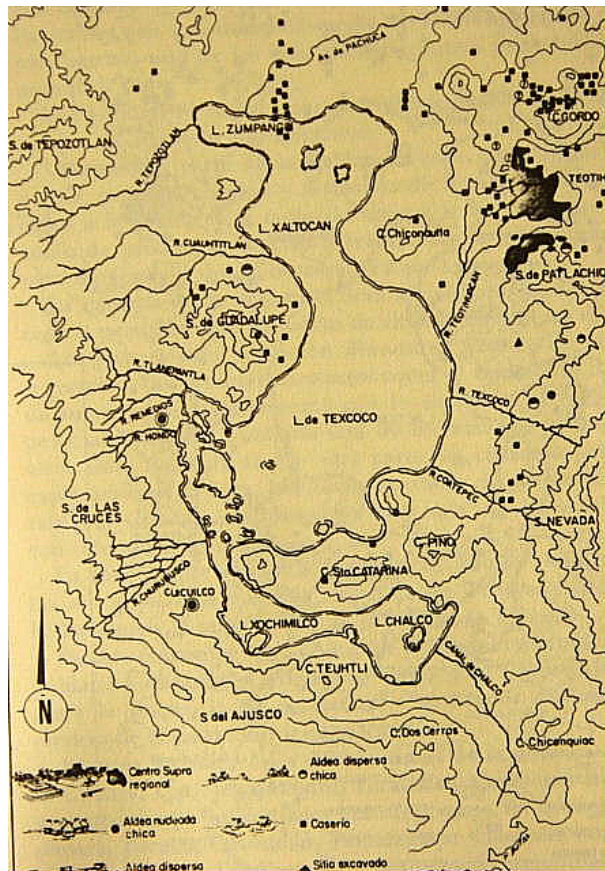 Av. de PACHUCA
C. GORDO
S. de TEPOZOTLAN
L. ZUMPANGO
R. TEPOZOTLAN
TEOTIH
L. XALTOCAN
C. Chiconautla
R. CUAUHTITLAN
S. de PATLACHIQ
R. TEOTIHUACAN
S. de GUADALUPE
R. TLANEPANTLA
R. TEXCOCO
R. REMEDIOS
L. de TEXCOCO
R. HONDO
R. COATEPEC
S. de LAS
CRUCES
S. NEVADA
C. PINO
C. Sta CATARINA
R. CHURUBUSCO
CUICUILCO
L. XOCHIMILCO
L. CHALCO
CANAL de CHALCO
C. TEUHTLI
N
S. del AJUSCO
C. Dos Cerros
C. Chiconquiac
Centro Supra
regional
Aldea dispersa
chica
Aldea nucleada
chica
Caserío
Aldea dispersa
Sitio excavado